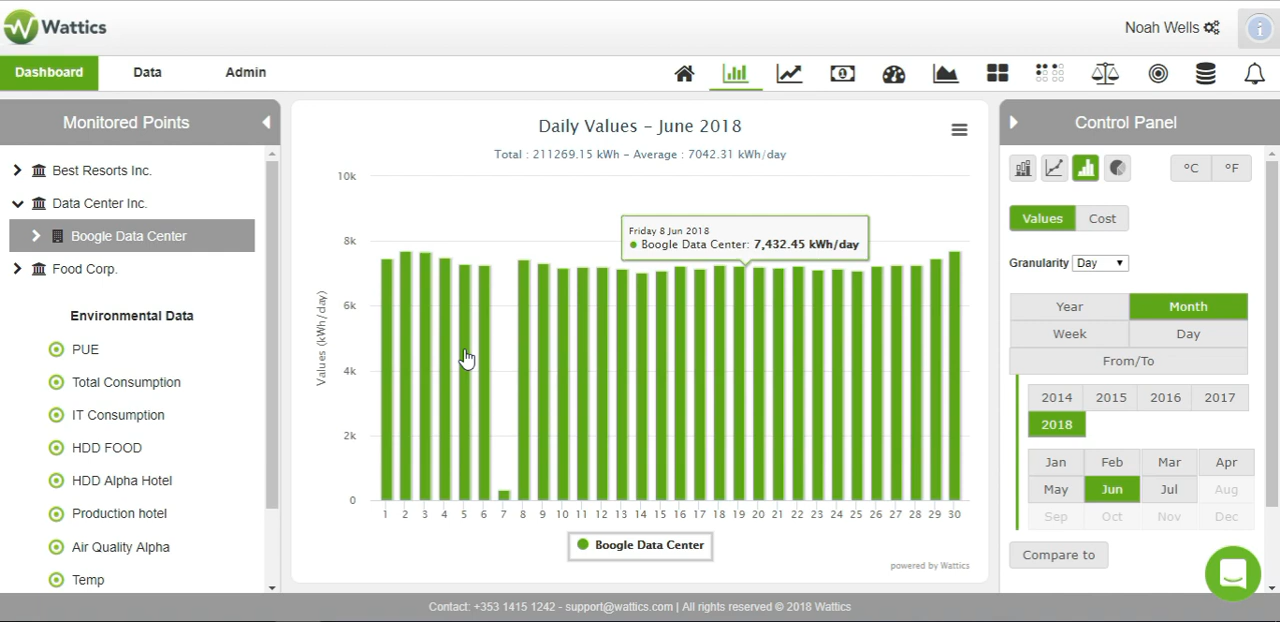 Wattics
Noah Wells
Dashboard Data Admin
Monitored Points
Best Resorts Inc.
Data Center Inc.
Boogle Data Center
Food Corp.
Environmental Data
PUE
Total Consumption
IT Consumption
HDD FOOD
HDD Alpha Hotel
Production hotel
Air Quality Alpha
Temp
Daily Values – June 2018
Total : 211269.15 kWh – Average : 7042.31 kWh/day
Values (kWh/day)
10k
8k
6k
4k
2k
0
Friday 8 Jun 2018
Boogle Data Center: 7,432.45 kWh/day
1 2 3 4 5 6 7 8 9 10 11 12 13 14 15 16 17 18 19 20 21 22 23 24 25 26 27 28 29 30
Boogle Data Center
powered by Wattics
Control Panel
°C °F
Values Cost
Granularity Day
Year Month
Week Day
From/To
2014 2015 2016 2017
2018
Jan Feb Mar Apr
May Jun Jul Aug
Sep Oct Nov Dec
Compare to
Contact: +353 1415 1242 - support@wattics.com | All rights reserved © 2018 Wattics